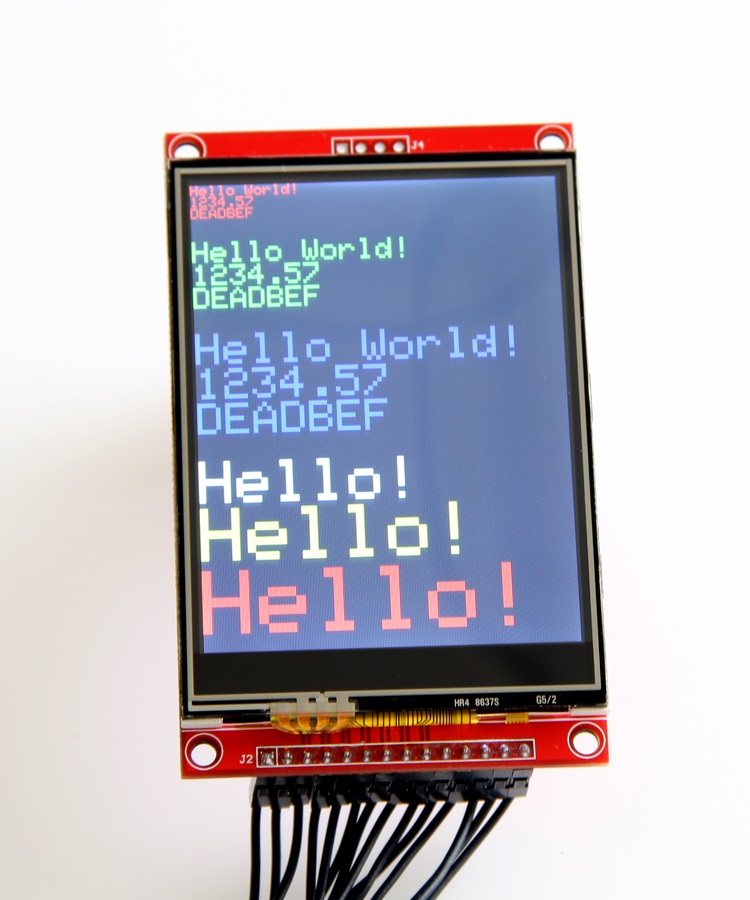 J4
Hello World!
1234.57
DEADBEF
Hello World!
1234.57
DEADBEF
Hello World!
1234.57
DEADBEF
Hello!
Hello!
Hello!
HR4 8637S G5/2
J2